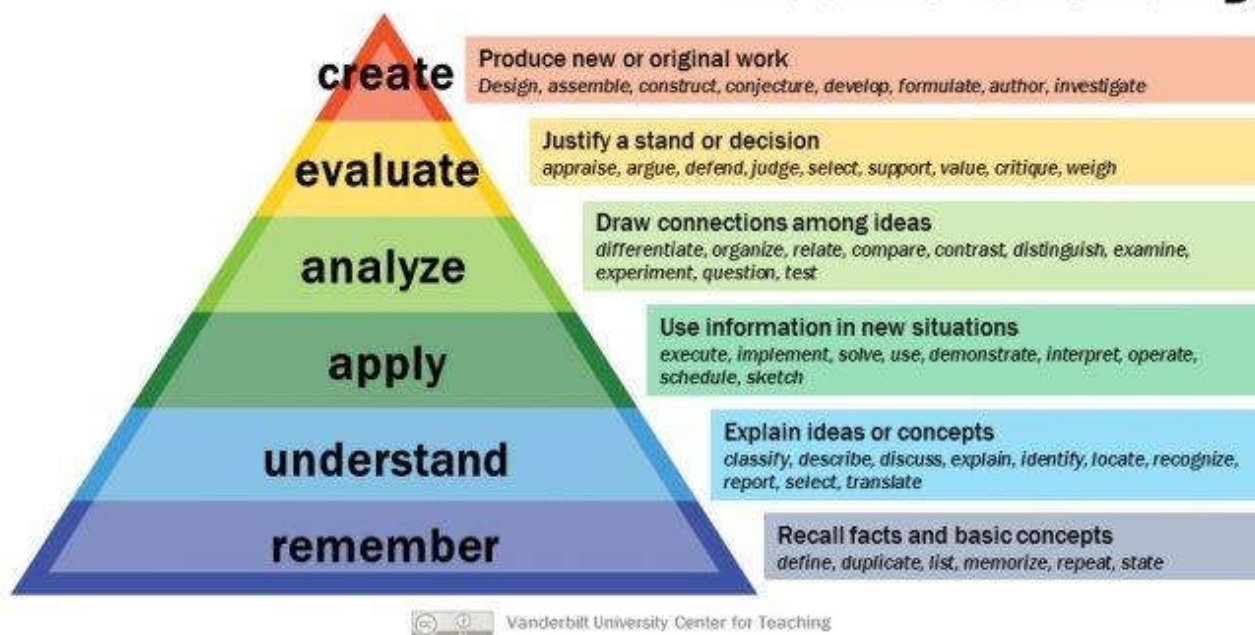 create
Produce new or original work
Design, assemble, construct, conjecture, develop, formulate, author, investigate
evaluate
Justify a stand or decision
appraise, argue, defend, judge, select, support, value, critique, weigh
analyze
Draw connections among ideas
differentiate, organize, relate, compare, contrast, distinguish, examine,
experiment, question, test
apply
Use information in new situations
execute, implement, solve, use, demonstrate, interpret, operate,
schedule, sketch
understand
Explain ideas or concepts
classify, describe, discuss, explain, identify, locate, recognize,
report, select, translate
remember
Recall facts and basic concepts
define, duplicate, list, memorize, repeat, state
cc
Vanderbilt University Center for Teaching